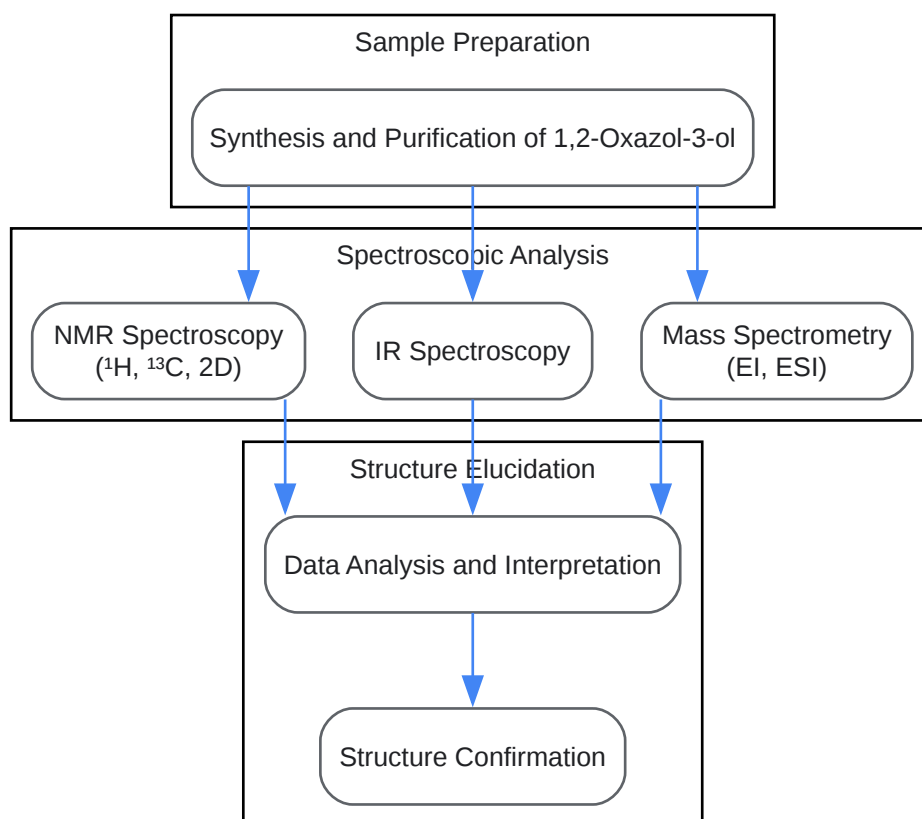 Sample Preparation
Synthesis and Purification of 1,2-Oxazol-3-ol
Spectroscopic Analysis
NMR Spectroscopy
(¹H, ¹³C, 2D)
IR Spectroscopy
Mass Spectrometry
(EI, ESI)
Structure Elucidation
Data Analysis and Interpretation
Structure Confirmation